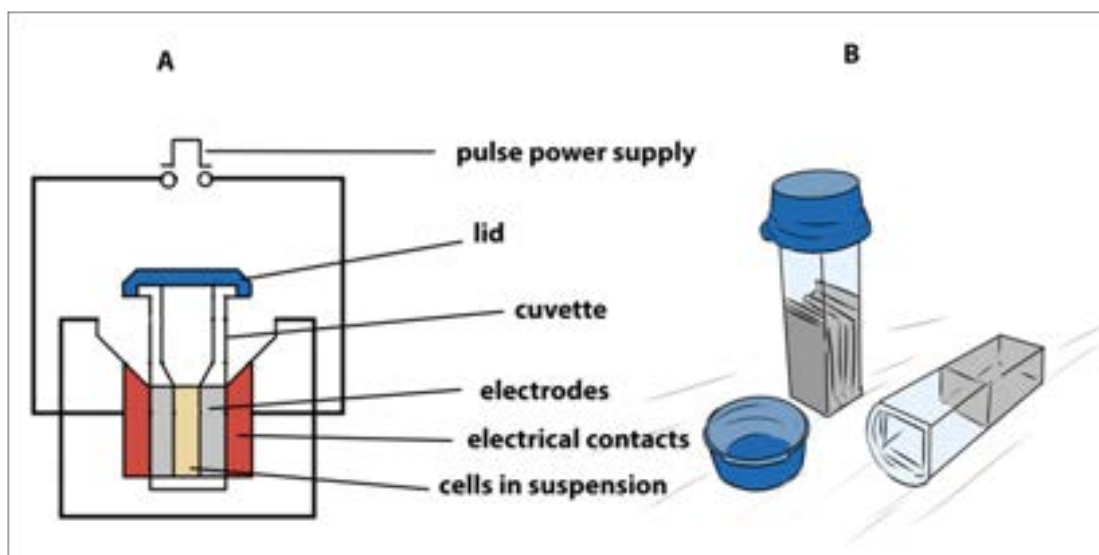 A
B
pulse power supply
lid
cuvette
electrodes
electrical contacts
cells in suspension